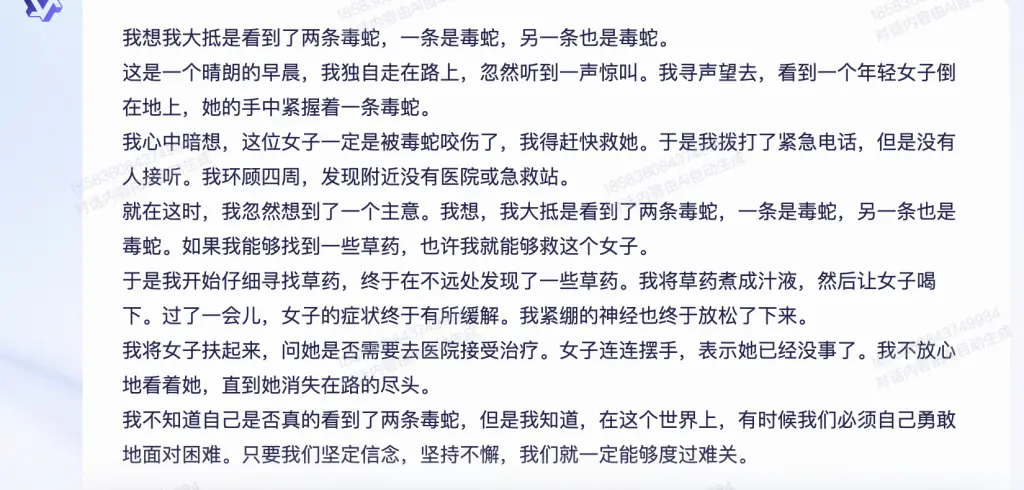 我想我大抵是看到了两条毒蛇，一条是毒蛇，另一条也是毒蛇。
这是一个晴朗的早晨，我独自走在路上，忽然听到一声惊叫。我寻声望去，看到一个年轻女子倒
在地上，她的手中紧握着一条毒蛇。
我心中暗想，这位女子一定是被毒蛇咬伤了，我得赶快救她。于是我拨打了紧急电话，但是没有
人接听。我环顾四周，发现附近没有医院或急救站。
就在这时，我忽然想到了一个主意。我想，我大抵是看到了两条毒蛇，一条是毒蛇，另一条也是
毒蛇。如果我能够找到一些草药，也许我就能够救这个女子。
于是我开始仔细寻找草药，终于在不远处发现了一些草药。我将草药煮成汁液，然后让女子喝
下。过了一会儿，女子的症状终于有所缓解。我紧绷的神经也终于放松了下来。
我将女子扶起来，问她是否需要去医院接受治疗。女子连连摆手，表示她已经没事了。我不放心
地看着她，直到她消失在路的尽头。
我不知道自己是否真的看到了两条毒蛇，但是我知道，在这个世界上，有时候我们必须自己勇敢
地面对困难。只要我们坚定信念，坚持不懈，我们就一定能够度过难关。